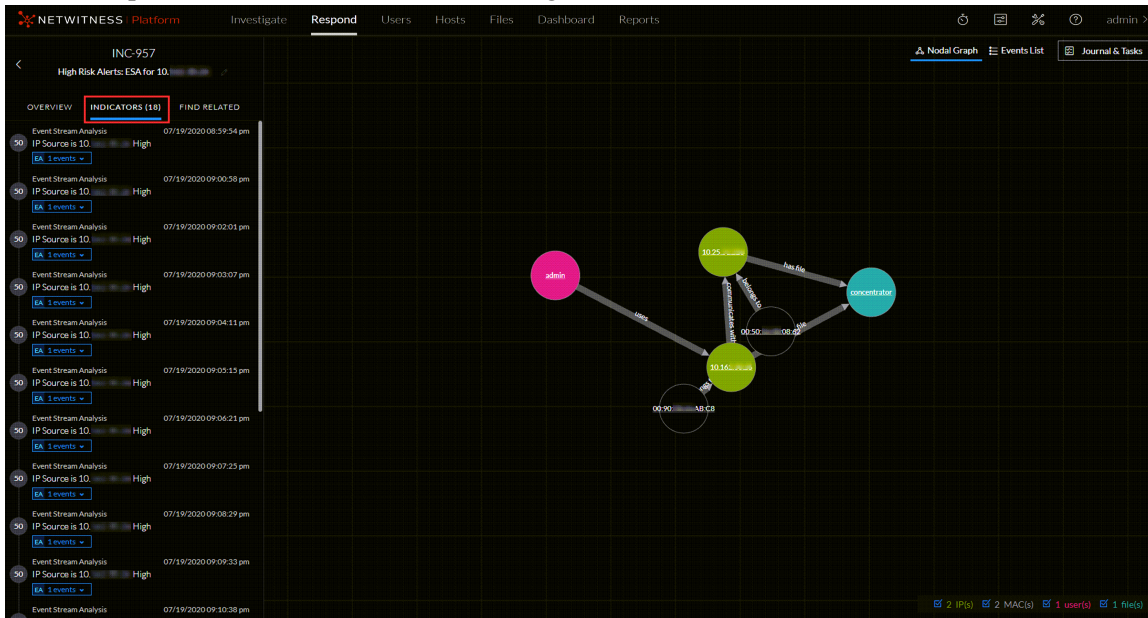 NETWITNESS Platform Investigate Respond Users Hosts Files Dashboard Reports admin >
INC-957
High Risk Alerts: ESA for 10.
Nodal Graph Events List Journal & Tasks
OVERVIEW INDICATORS (18) FIND RELATED
Event Stream Analysis 07/19/2020 08:59:54 pm
50 IP Source is 10. High
EA 1 events
Event Stream Analysis 07/19/2020 09:00:58 pm
50 IP Source is 10. High
EA 1 events
Event Stream Analysis 07/19/2020 09:02:01 pm
50 IP Source is 10. High
EA 1 events
Event Stream Analysis 07/19/2020 09:03:07 pm
50 IP Source is 10. High
EA 1 events
Event Stream Analysis 07/19/2020 09:04:11 pm
50 IP Source is 10. High
EA 1 events
Event Stream Analysis 07/19/2020 09:05:15 pm
50 IP Source is 10. High
EA 1 events
Event Stream Analysis 07/19/2020 09:06:21 pm
50 IP Source is 10. High
EA 1 events
Event Stream Analysis 07/19/2020 09:07:25 pm
50 IP Source is 10. High
EA 1 events
Event Stream Analysis 07/19/2020 09:08:29 pm
50 IP Source is 10. High
EA 1 events
Event Stream Analysis 07/19/2020 09:09:33 pm
50 IP Source is 10. High
EA 1 events
Event Stream Analysis 07/19/2020 09:10:38 pm
admin
uses
10.25
has file
concentrator
communicates with
belongs to
00:50: 08:62
file
10.16
00:90: AB:C8
2 IP(s) 2 MAC(s) 1 user(s) 1 file(s)